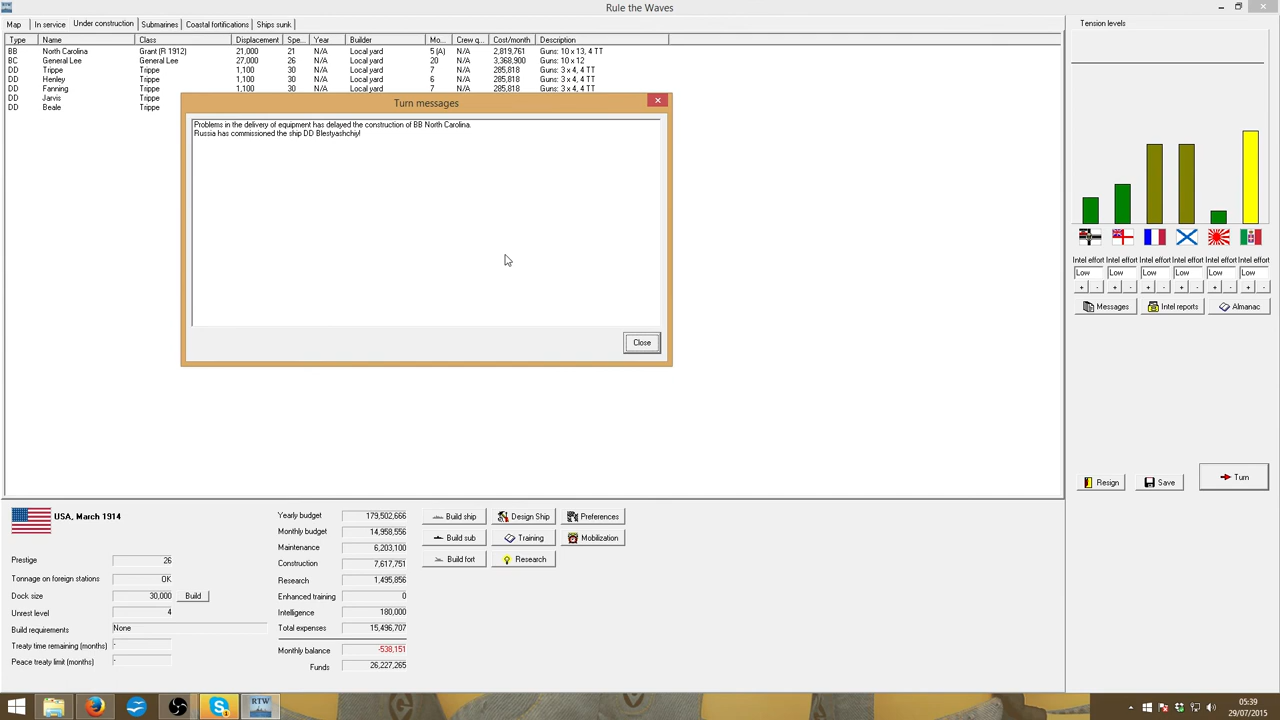 Rule the Waves
Map In service Under construction Submarines Coastal fortifications Ships sunk
Type Name Class Displacement Spe... Year Builder Mo... Crew q... Cost/month Description
BB North Carolina Grant (R 1912) 21,000 21 N/A Local yard 5 (A) N/A 2,819,761 Guns: 10 x 13, 4 TT
BC General Lee General Lee 27,000 26 N/A Local yard 20 N/A 3,368,900 Guns: 10 x 12
DD Trippe Trippe 1,100 30 N/A Local yard 7 N/A 285,818 Guns: 3 x 4, 4 TT
DD Henley Trippe 1,100 30 N/A Local yard 6 N/A 285,818 Guns: 3 x 4, 4 TT
DD Fanning Trippe 1,100 30 N/A Local yard 7 N/A 285,818 Guns: 3 x 4, 4 TT
DD Jarvis Trippe
DD Beale Trippe
Turn messages
Problems in the delivery of equipment has delayed the construction of BB North Carolina.
Russia has commissioned the ship DD Blestyashchiy!
Close
Tension levels
Intel effort Intel effort Intel effort Intel effort Intel effort Intel effort
Low Low Low Low Low Low
+ - + - + - + - + - + -
Messages Intel reports Almanac
Resign Save Turn
USA, March 1914
Prestige 26
Tonnage on foreign stations OK
Dock size 30,000 Build
Unrest level 4
Build requirements None
Treaty time remaining (months) -
Peace treaty limit (months) -
Yearly budget 179,502,666
Monthly budget 14,958,556
Maintenance 6,203,100
Construction 7,617,751
Research 1,495,856
Enhanced training 0
Intelligence 180,000
Total expenses 15,496,707
Monthly balance -538,151
Funds 26,227,265
Build ship Design Ship Preferences
Build sub Training Mobilization
Build fort Research
RTW
05:39
29/07/2015